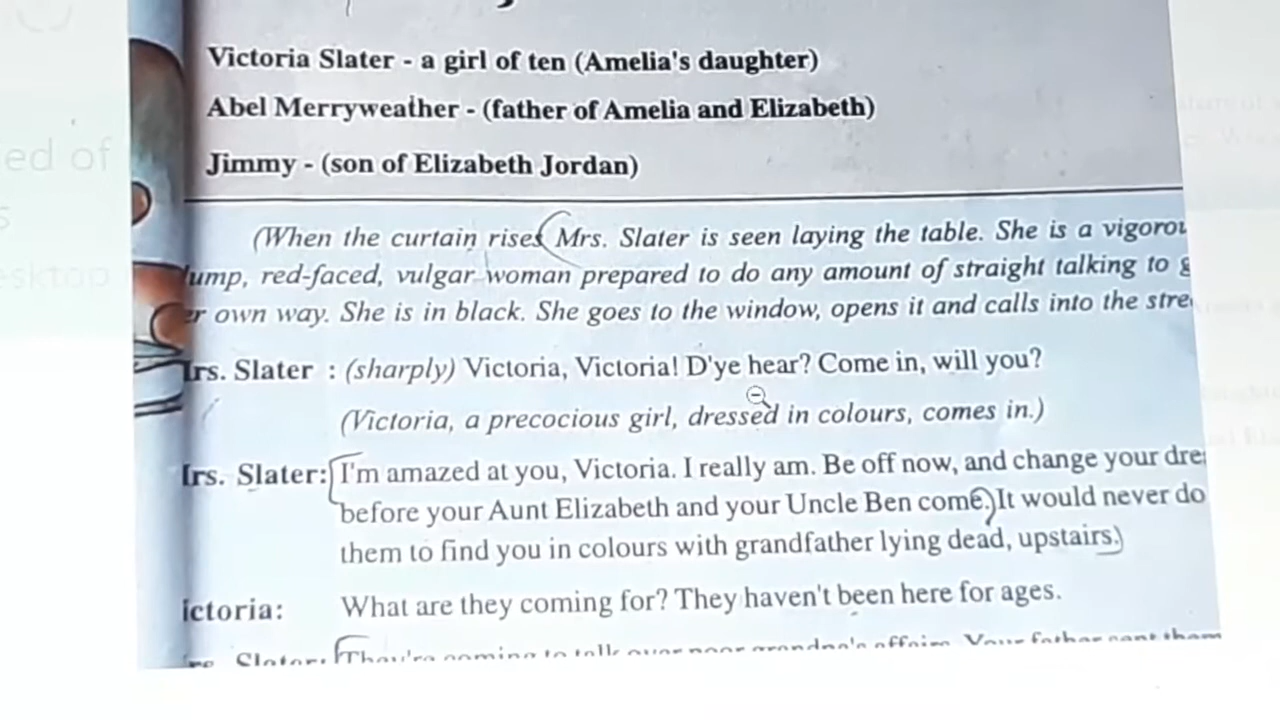 Victoria Slater - a girl of ten (Amelia's daughter)
Abel Merryweather - (father of Amelia and Elizabeth)
Jimmy - (son of Elizabeth Jordan)
(When the curtain rises Mrs. Slater is seen laying the table. She is a vigorou
lump, red-faced, vulgar woman prepared to do any amount of straight talking to g
er own way. She is in black. She goes to the window, opens it and calls into the stre
Irs. Slater : (sharply) Victoria, Victoria! D'ye hear? Come in, will you?
(Victoria, a precocious girl, dressed in colours, comes in.)
Irs. Slater: I'm amazed at you, Victoria. I really am. Be off now, and change your dre
before your Aunt Elizabeth and your Uncle Ben come. It would never do
them to find you in colours with grandfather lying dead, upstairs.
ictoria: What are they coming for? They haven't been here for ages.
Slater: They're coming to talk over poor grandpa's affairs. Your father sent them